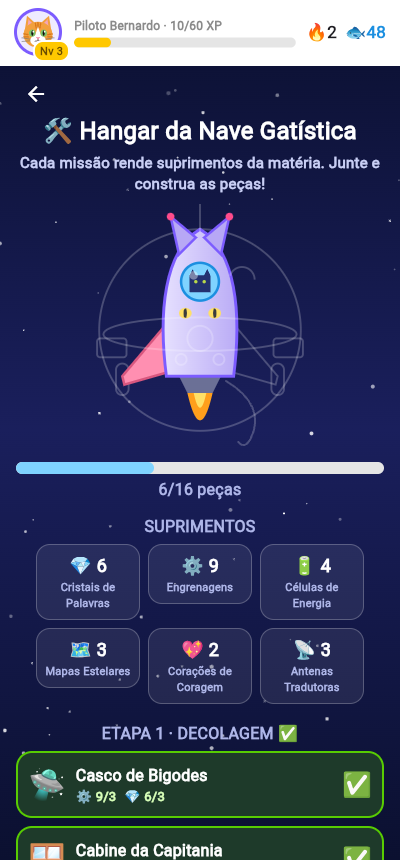 Piloto Bernardo · 10/60 XP
Nv 3
🔥2 🐟48
🛠️ Hangar da Nave Gatística
Cada missão rende suprimentos da matéria. Junte e
construa as peças!
6/16 peças
SUPRIMENTOS
💎 6
Cristais de
Palavras
⚙️ 9
Engrenagens
🔋 4
Células de
Energia
🗺️ 3
Mapas Estelares
💖 2
Corações de
Coragem
📡 3
Antenas
Tradutoras
ETAPA 1 · DECOLAGEM ✅
Casco de Bigodes
⚙️ 9/3 💎 6/3
Cabine da Capitania